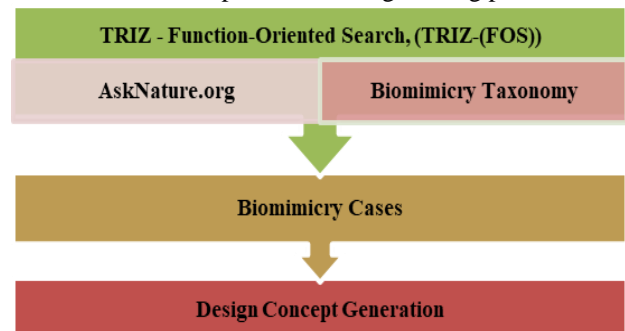 TRIZ - Function-Oriented Search, (TRIZ-(FOS))
AskNature.org
Biomimicry Taxonomy
Biomimicry Cases
Design Concept Generation